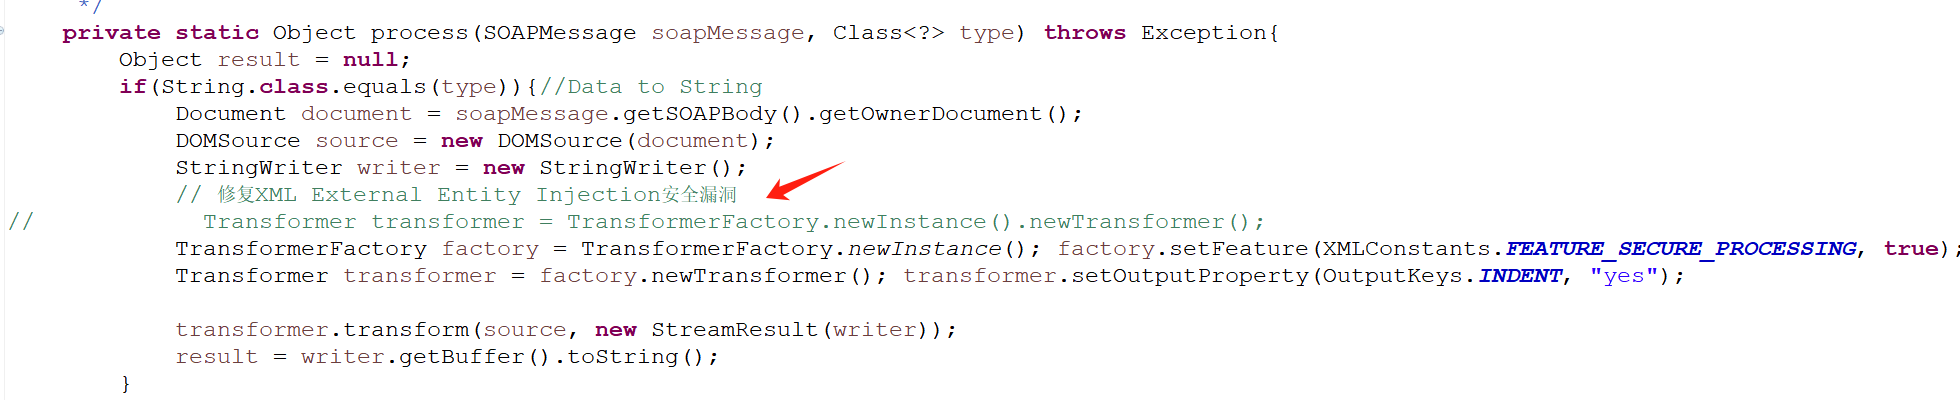 */
private static Object process(SOAPMessage soapMessage, Class<?> type) throws Exception{
Object result = null;
if(String.class.equals(type)){//Data to String
Document document = soapMessage.getSOAPBody().getOwnerDocument();
DOMSource source = new DOMSource(document);
StringWriter writer = new StringWriter();
// 修复XML External Entity Injection安全漏洞
// Transformer transformer = TransformerFactory.newInstance().newTransformer();
TransformerFactory factory = TransformerFactory.newInstance(); factory.setFeature(XMLConstants.FEATURE_SECURE_PROCESSING, true);
Transformer transformer = factory.newTransformer(); transformer.setOutputProperty(OutputKeys.INDENT, "yes");
transformer.transform(source, new StreamResult(writer));
result = writer.getBuffer().toString();
}